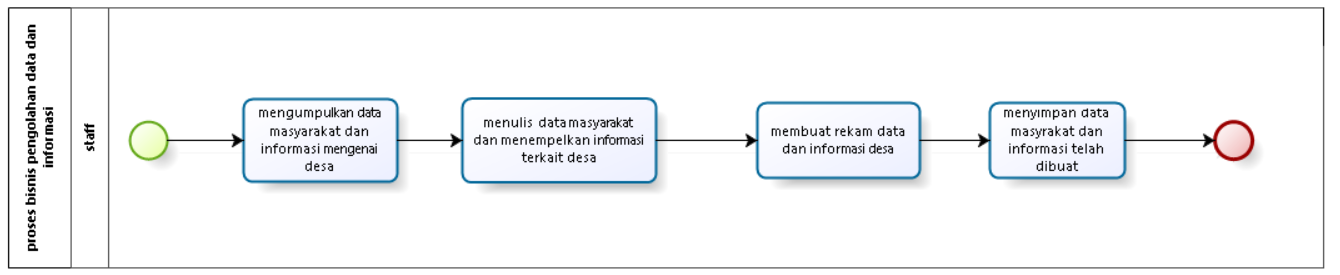 proses bisnis pengolahan data dan
informasi
staff
mengumpulkan data
masyarakat dan
informasi mengenai
desa
menulis data masyarakat
dan menempelkan informasi
terkait desa
membuat rekam data
dan informasi desa
menyimpan data
masyrakat dan
informasi telah
dibuat